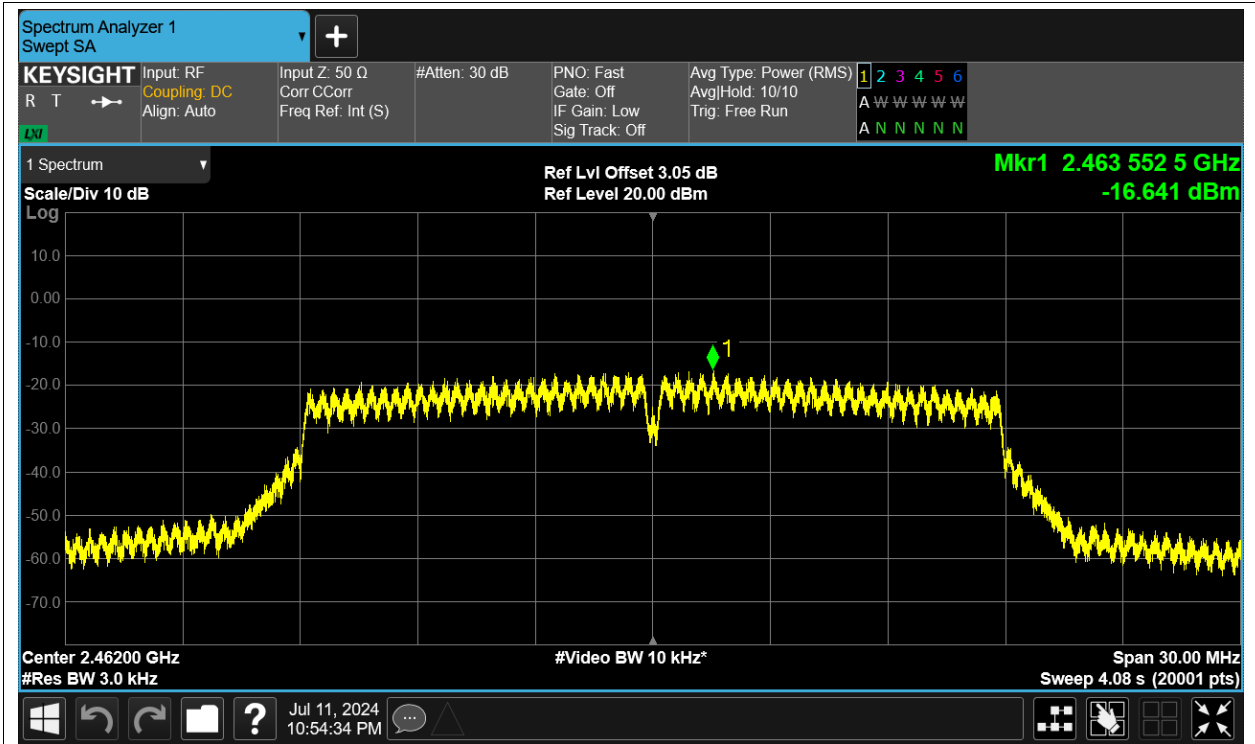 Spectrum Analyzer 1
Swept SA
KEYSIGHT
R T
LXI
Input: RF
Coupling: DC
Align: Auto
Input Z: 50 Ω
Corr CCorr
Freq Ref: Int (S)
#Atten: 30 dB
PNO: Fast
Gate: Off
IF Gain: Low
Sig Track: Off
Avg Type: Power (RMS)
Avg|Hold: 10/10
Trig: Free Run
1 2 3 4 5 6
A W W W W W
A N N N N N
1 Spectrum
Scale/Div 10 dB
Log
Ref Lvl Offset 3.05 dB
Ref Level 20.00 dBm
Mkr1 2.463 552 5 GHz
-16.641 dBm
10.0
0.00
-10.0
-20.0
-30.0
-40.0
-50.0
-60.0
-70.0
1
Center 2.46200 GHz
#Res BW 3.0 kHz
#Video BW 10 kHz*
Span 30.00 MHz
Sweep 4.08 s (20001 pts)
?
Jul 11, 2024
10:54:34 PM